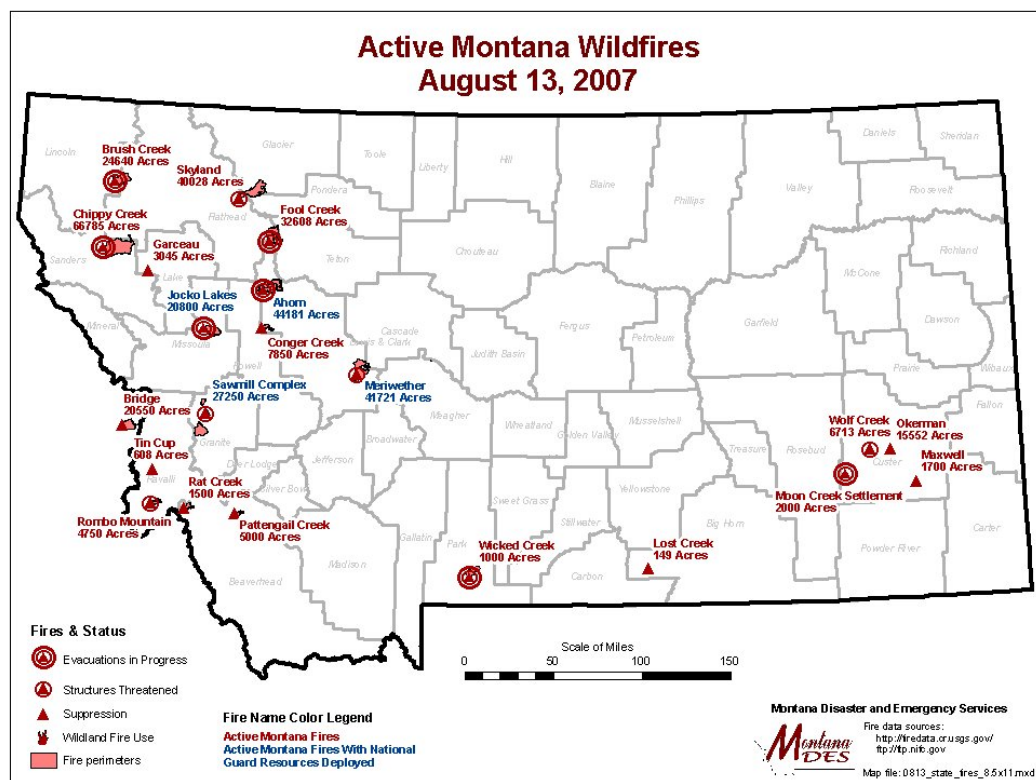 Active Montana Wildfires
August 13, 2007
Lincoln
Glacier
Toole
Liberty
Hill
Blaine
Phillips
Valley
Daniels
Sheridan
Roosevelt
Richland
Brush Creek
24640 Acres
Skyland
40028 Acres
Pondera
Flathead
Fool Creek
32608 Acres
Chippy Creek
66785 Acres
Garceau
3045 Acres
Sanders
Lake
Teton
Chouteau
McCone
Dawson
Garfield
Jocko Lakes
20800 Acres
Ahorn
44181 Acres
Mineral
Missoula
Powell
Conger Creek
7850 Acres
Cascade
Lewis & Clark
Judith Basin
Fergus
Petroleum
Prairie
Wibaux
Fallon
Sawmill Complex
27250 Acres
Meriwether
41721 Acres
Bridge
20550 Acres
Tin Cup
608 Acres
Granite
Meagher
Broadwater
Wheatland
Golden Valley
Musselshell
Treasure
Rosebud
Wolf Creek
6713 Acres
Okerman
15552 Acres
Custer
Maxwell
1700 Acres
Moon Creek Settlement
2000 Acres
Deer Lodge
Jefferson
Silver Bow
Ravalli
Rat Creek
1500 Acres
Rombo Mountain
4750 Acres
Pattengail Creek
5000 Acres
Gallatin
Park
Sweet Grass
Stillwater
Yellowstone
Big Horn
Carter
Powder River
Wicked Creek
1000 Acres
Lost Creek
149 Acres
Carbon
Madison
Beaverhead
Fires & Status
Evacuations in Progress
Structures Threatened
Suppression
Wildland Fire Use
Fire perimeters
Fire Name Color Legend
Active Montana Fires
Active Montana Fires With National
Guard Resources Deployed
Scale of Miles
0 50 100 150
Montana Disaster and Emergency Services
Montana
DES
Fire data sources:
http://firedata.cr.usgs.gov/
ftp://ftp.nifc.gov
Map file: 0813_state_fires_8.5x11.mxd